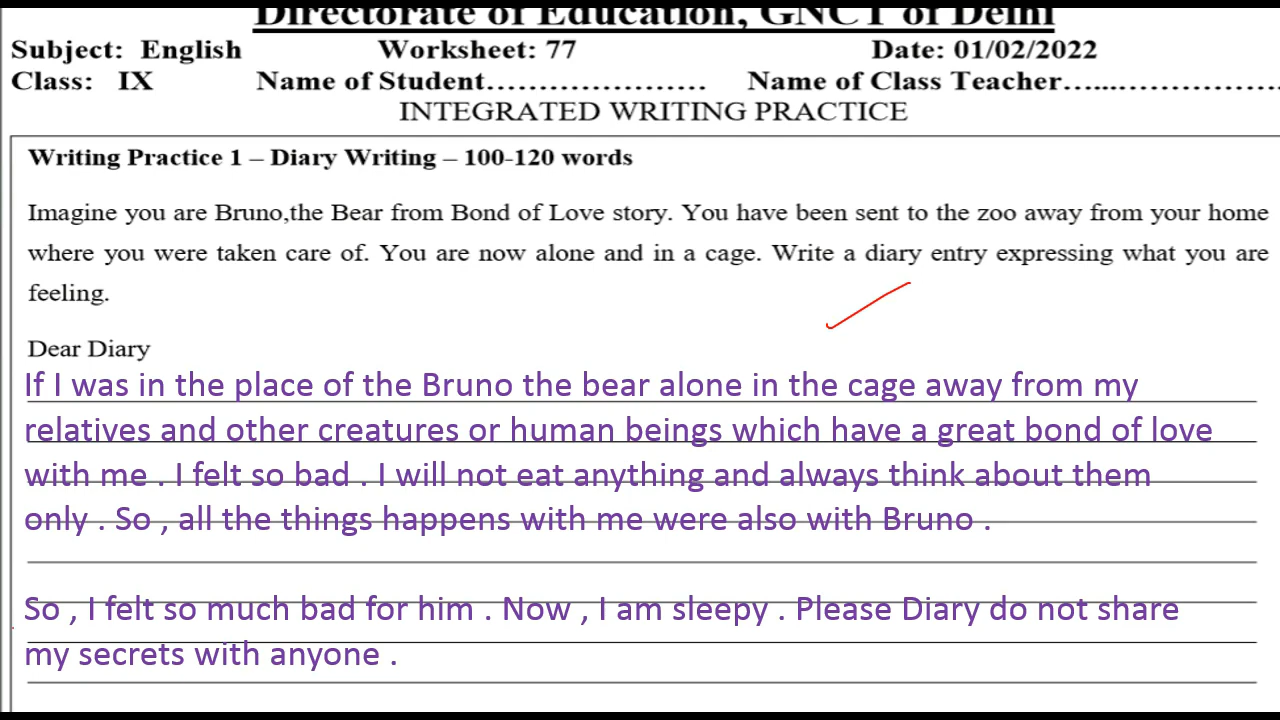 Directorate of Education, GNCT of Delhi
Subject: English Worksheet: 77 Date: 01/02/2022
Class: IX Name of Student..................... Name of Class Teacher…...……………
INTEGRATED WRITING PRACTICE
Writing Practice 1 – Diary Writing – 100-120 words
Imagine you are Bruno,the Bear from Bond of Love story. You have been sent to the zoo away from your home
where you were taken care of. You are now alone and in a cage. Write a diary entry expressing what you are
feeling.
Dear Diary
If I was in the place of the Bruno the bear alone in the cage away from my
relatives and other creatures or human beings which have a great bond of love
with me . I felt so bad . I will not eat anything and always think about them
only . So , all the things happens with me were also with Bruno .
So , I felt so much bad for him . Now , I am sleepy . Please Diary do not share
my secrets with anyone .